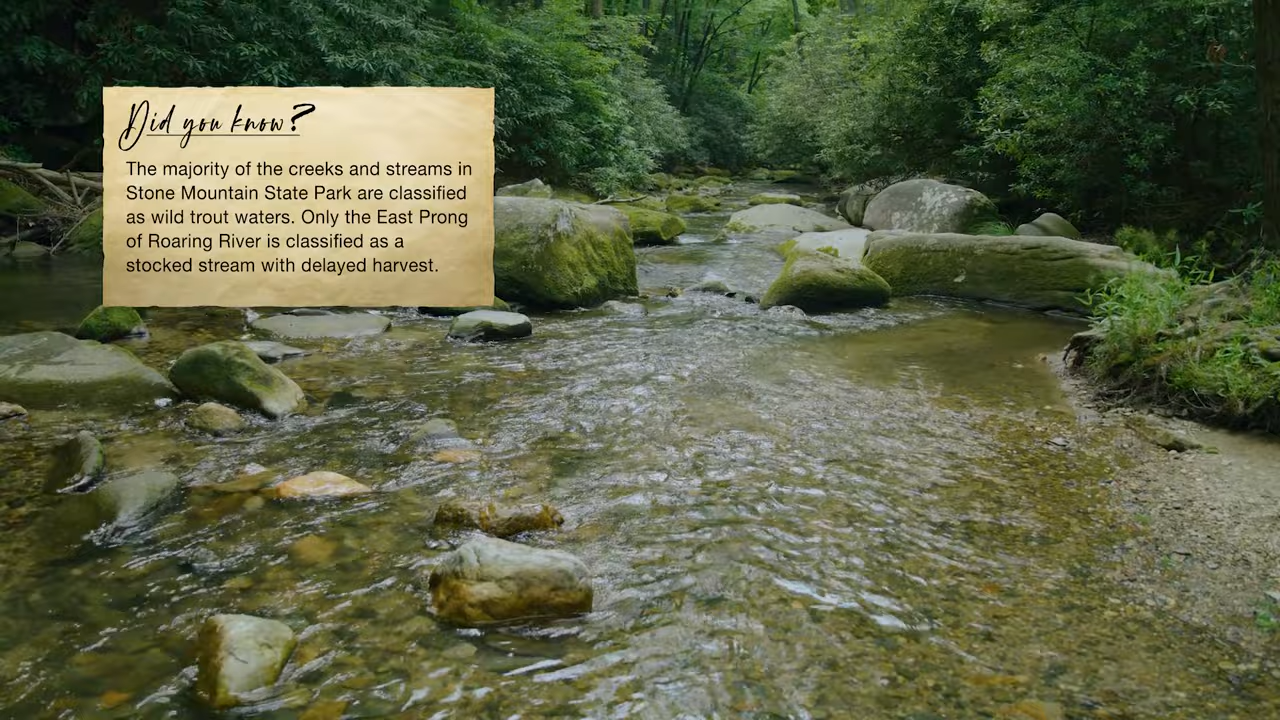 Did you know?
The majority of the creeks and streams in
Stone Mountain State Park are classified
as wild trout waters. Only the East Prong
of Roaring River is classified as a
stocked stream with delayed harvest.